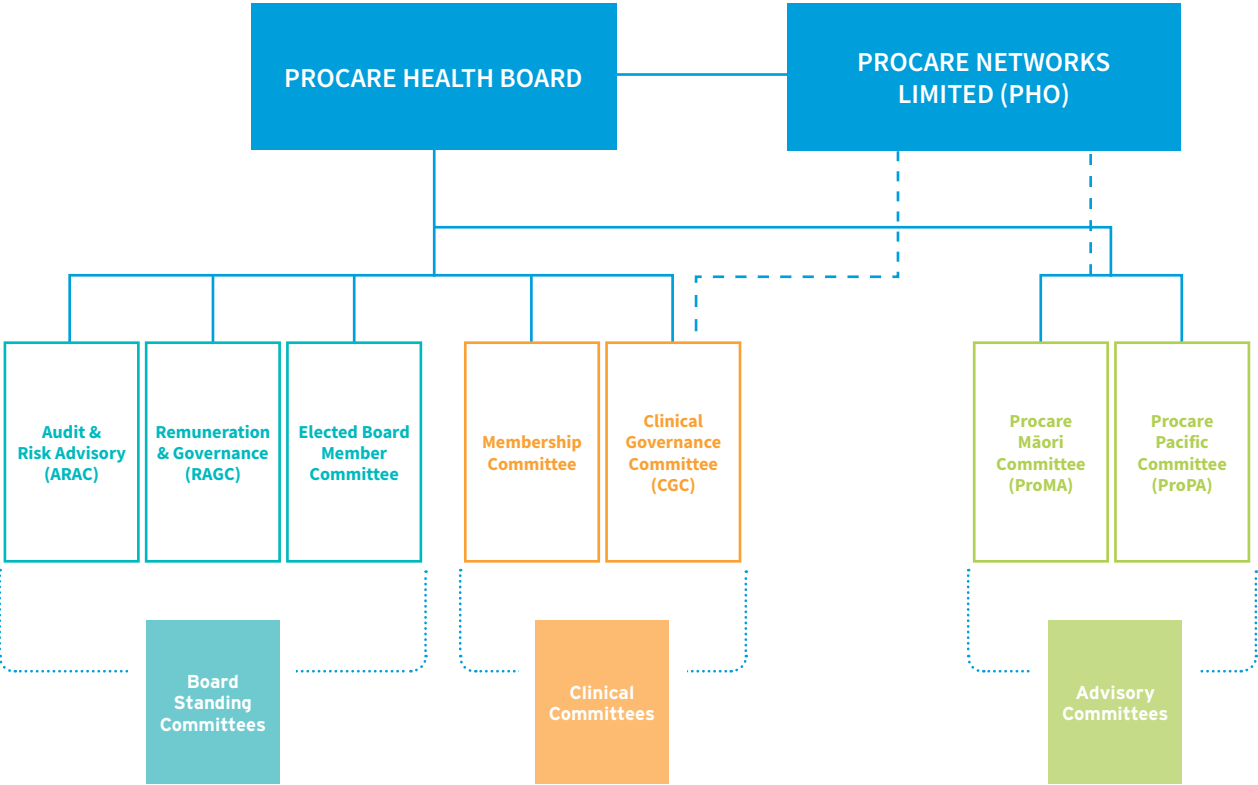 PROCARE HEALTH BOARD
PROCARE NETWORKS
LIMITED (PHO)
Audit &
Risk Advisory
(ARAC)
Remuneration
& Governance
(RAGC)
Elected Board
Member
Committee
Membership
Committee
Clinical
Governance
Committee
(CGC)
Procare
Māori
Committee
(ProMA)
Procare
Pacific
Committee
(ProPA)
Board
Standing
Committees
Clinical
Committees
Advisory
Committees